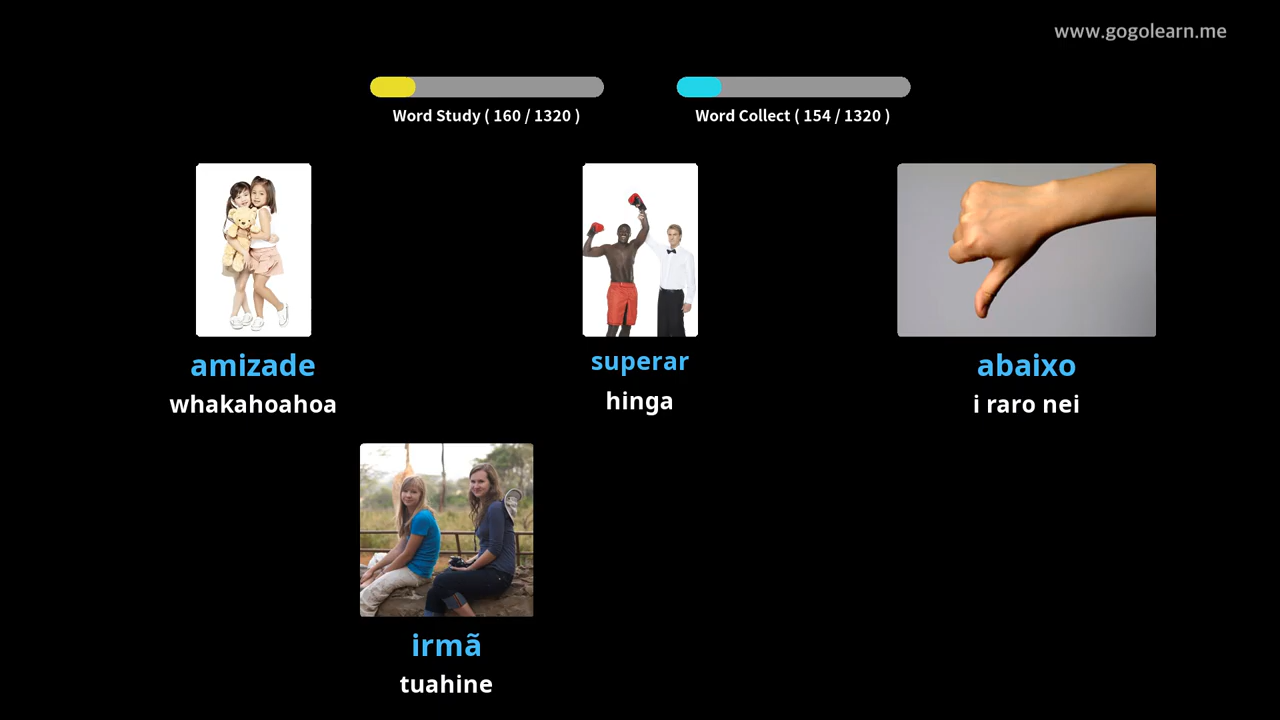 www.gogolearn.me
Word Study ( 160 / 1320 )
Word Collect ( 154 / 1320 )
amizade
whakahoahoa
superar
hinga
abaixo
i raro nei
irmã
tuahine